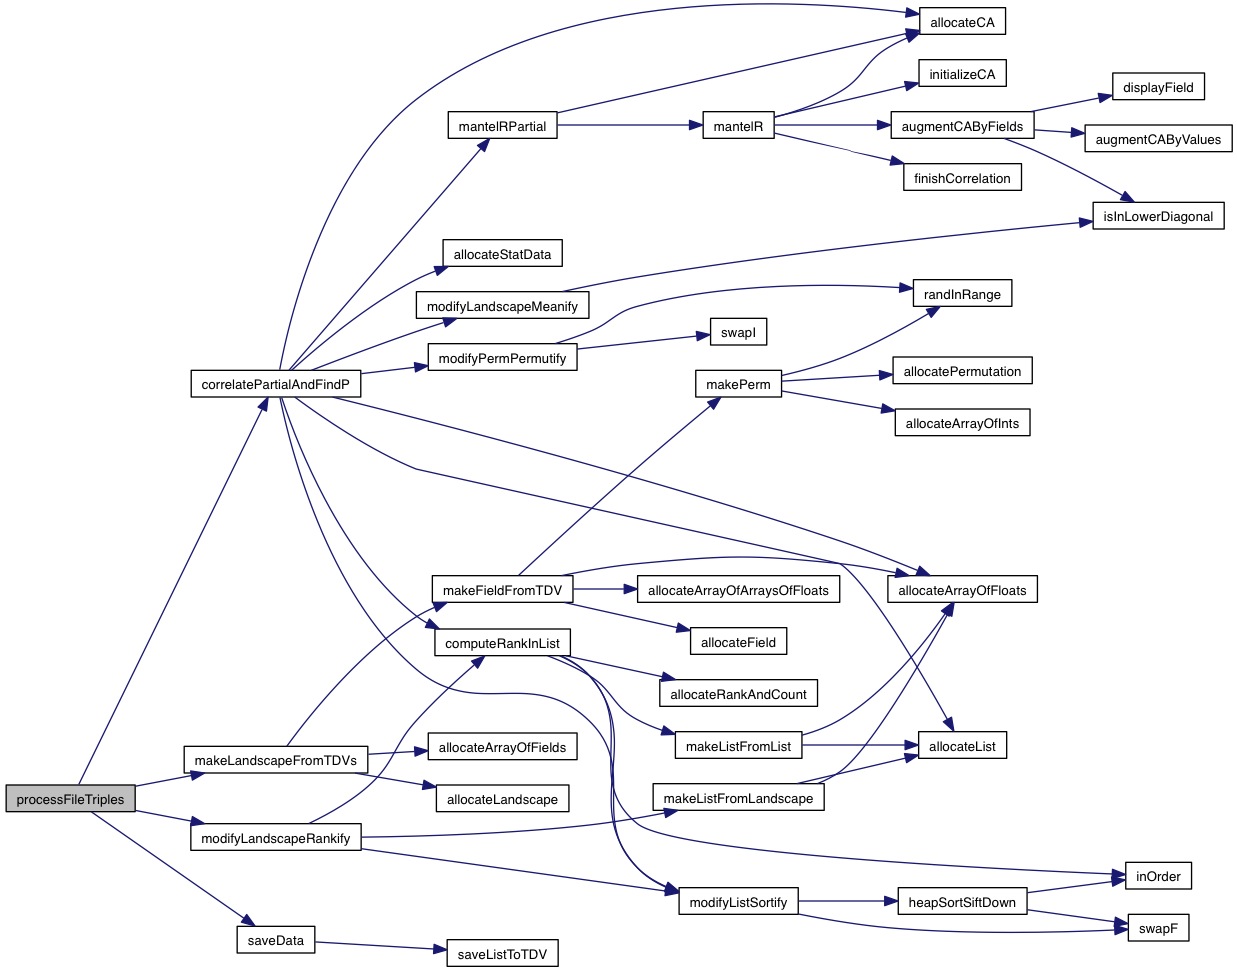 allocateCA
initializeCA
displayField
mantelRPartial
mantelR
augmentCAByFields
augmentCAByValues
finishCorrelation
isInLowerDiagonal
allocateStatData
modifyLandscapeMeanify
randInRange
swapI
modifyPermPermutify
correlatePartialAndFindP
makePerm
allocatePermutation
allocateArrayOfInts
makeFieldFromTDV
allocateArrayOfArraysOfFloats
allocateArrayOfFloats
computeRankInList
allocateField
allocateRankAndCount
makeLandscapeFromTDVs
allocateArrayOfFields
makeListFromList
allocateList
processFileTriples
allocateLandscape
makeListFromLandscape
modifyLandscapeRankify
inOrder
modifyListSortify
heapSortSiftDown
swapF
saveData
saveListToTDV